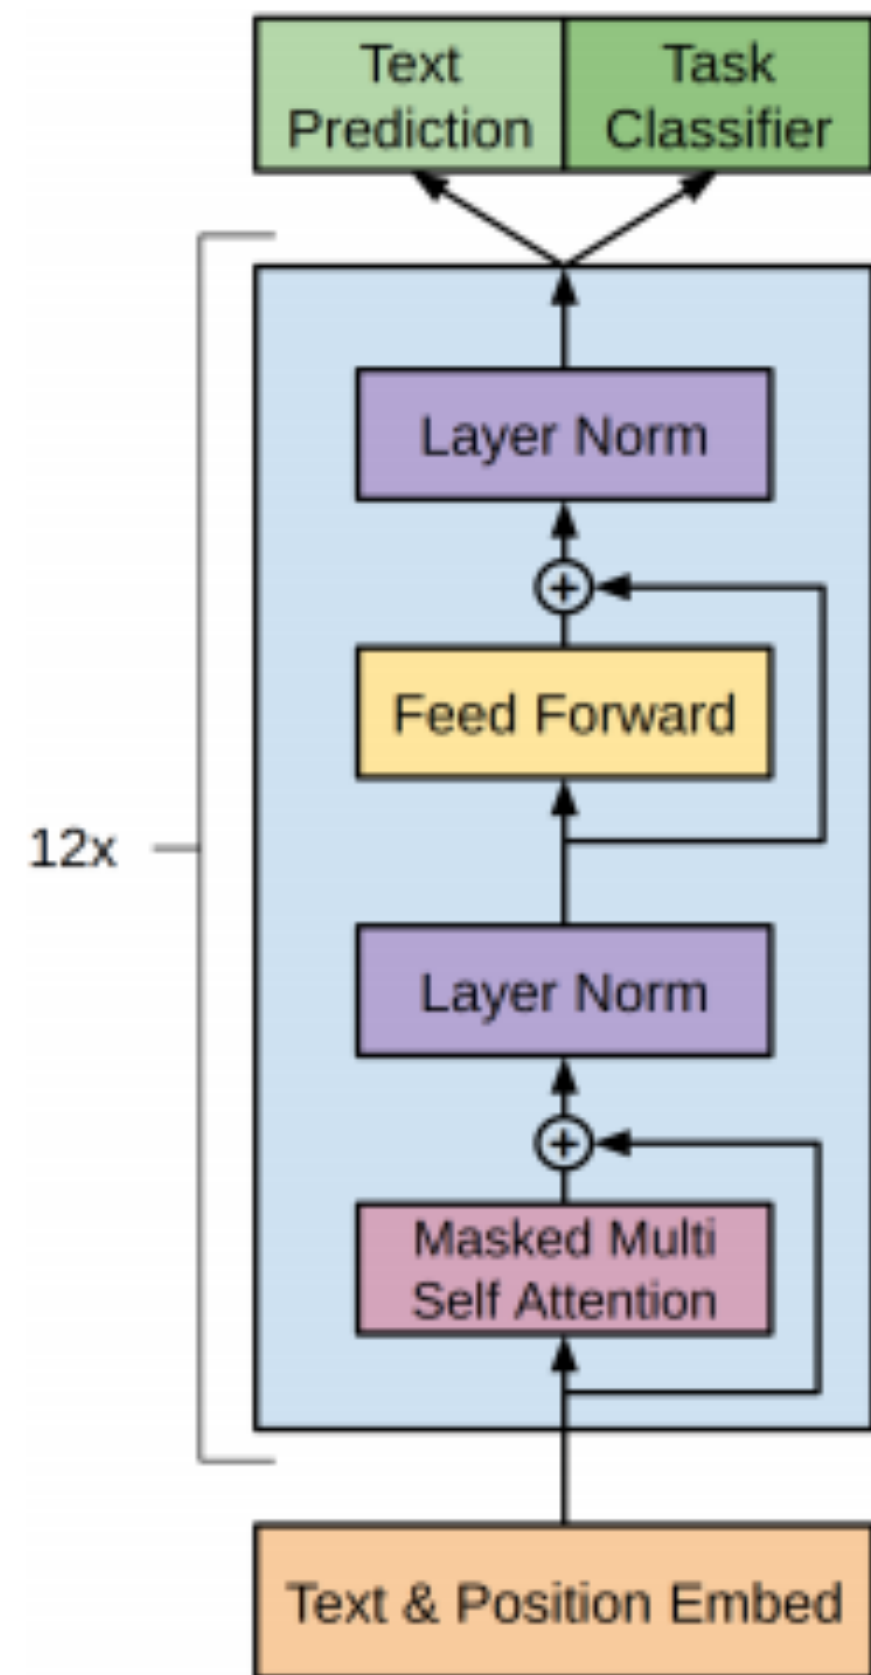 Text
Prediction
Task
Classifier
Layer Norm
+
Feed Forward
12x
Layer Norm
+
Masked Multi
Self Attention
Text & Position Embed